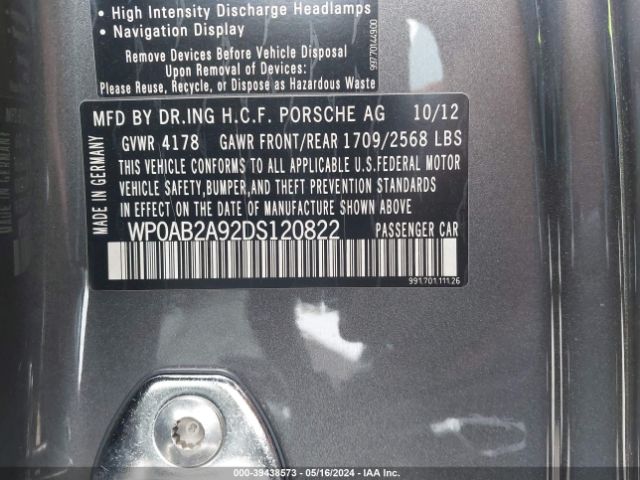 • High Intensity Discharge Headlamps
• Navigation Display
Remove Devices Before Vehicle Disposal
Upon Removal of Devices:
Please Reuse, Recycle, or Dispose as Hazardous Waste
99770144900
MFD BY DR.ING H.C.F. PORSCHE AG 10/12
GVWR 4178 GAWR FRONT/REAR 1709/2568 LBS
THIS VEHICLE CONFORMS TO ALL APPLICABLE U.S.FEDERAL MOTOR
VEHICLE SAFETY,BUMPER,AND THEFT PREVENTION STANDARDS
IN EFFECT ON THE DATE OF MANUFACTURE SHOWN ABOVE
WP0AB2A92DS120822 PASSENGER CAR
MADE IN GERMANY
991.701.111.26
000-39438573 - 05/16/2024 - IAA Inc.